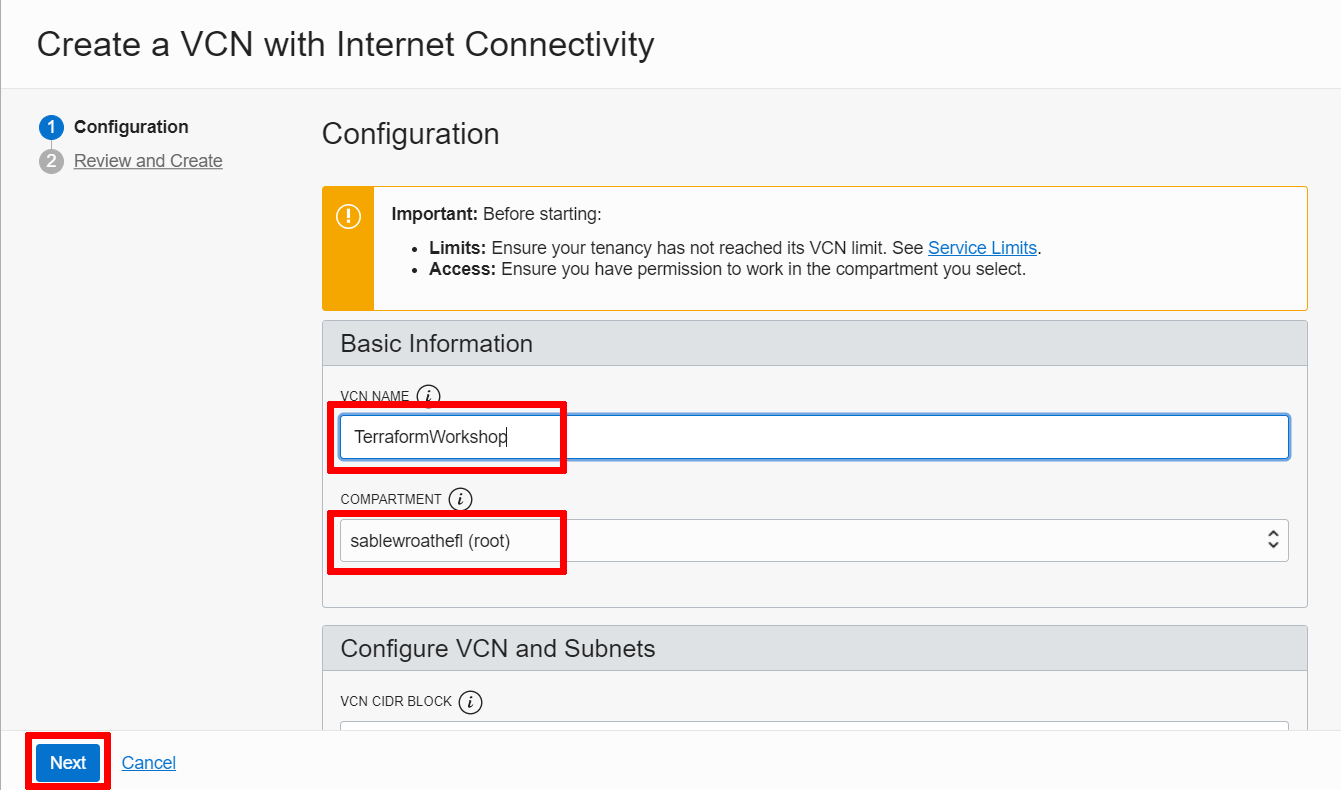 Create a VCN with Internet Connectivity
1 Configuration
2 Review and Create
Configuration
Important: Before starting:
• Limits: Ensure your tenancy has not reached its VCN limit. See Service Limits.
• Access: Ensure you have permission to work in the compartment you select.
Basic Information
VCN NAME i
TerraformWorkshop
COMPARTMENT i
sablewroathefl (root)
Configure VCN and Subnets
VCN CIDR BLOCK i
Next Cancel